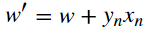 w′ = w + yₙxₙ